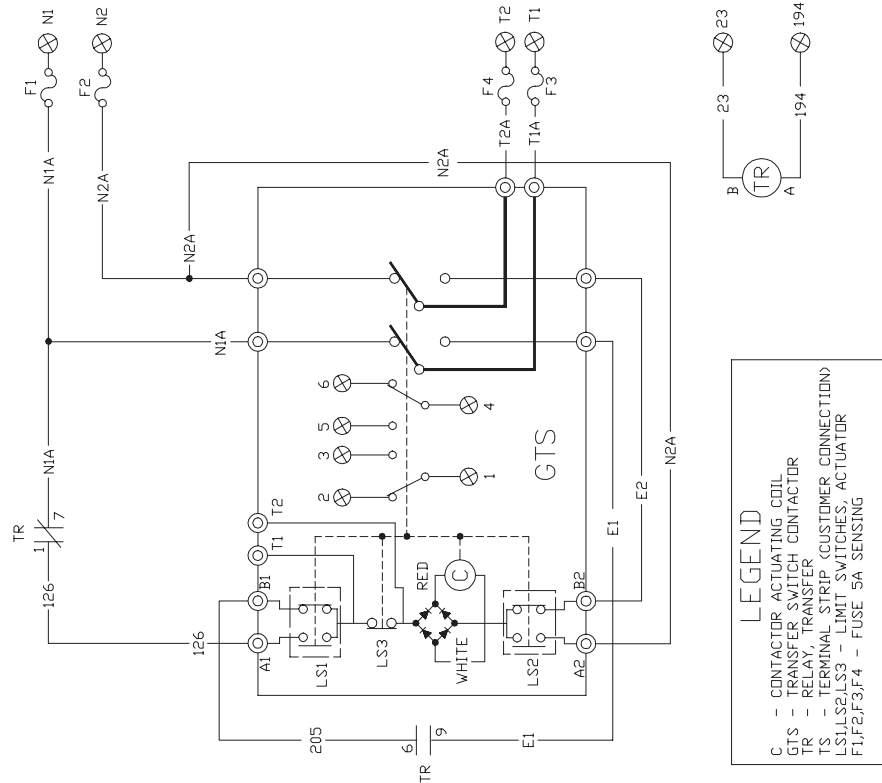 F1
N1
F2
N2
N1A
N2A
F4
T2
F3
T1
T2A
T1A
N2A
N2A
N1A
N1A
TR
1
7
126
126
A1
B1
T1
T2
2
3
5
6
1
4
GTS
LS1
LS3
RED
C
WHITE
LS2
A2
B2
205
TR
6
9
E1
E1
E2
N2A
23
23
194
194
B
TR
A
LEGEND
C - CONTACTOR ACTUATING COIL
GTS - TRANSFER SWITCH CONTACTOR
TR - RELAY, TRANSFER
TS - TERMINAL STRIP (CUSTOMER CONNECTION)
LS1,LS2,LS3 - LIMIT SWITCHES, ACTUATOR
F1,F2,F3,F4 - FUSE 5A SENSING